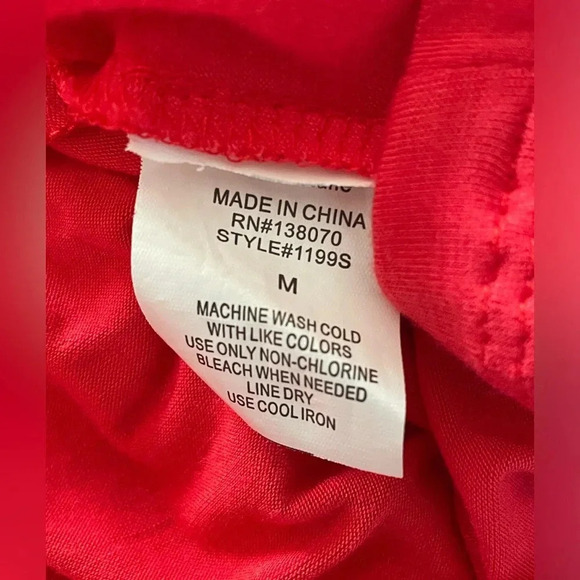 MADE IN CHINA
RN#138070
STYLE#1199S
M
MACHINE WASH COLD
WITH LIKE COLORS
USE ONLY NON-CHLORINE
BLEACH WHEN NEEDED
LINE DRY
USE COOL IRON